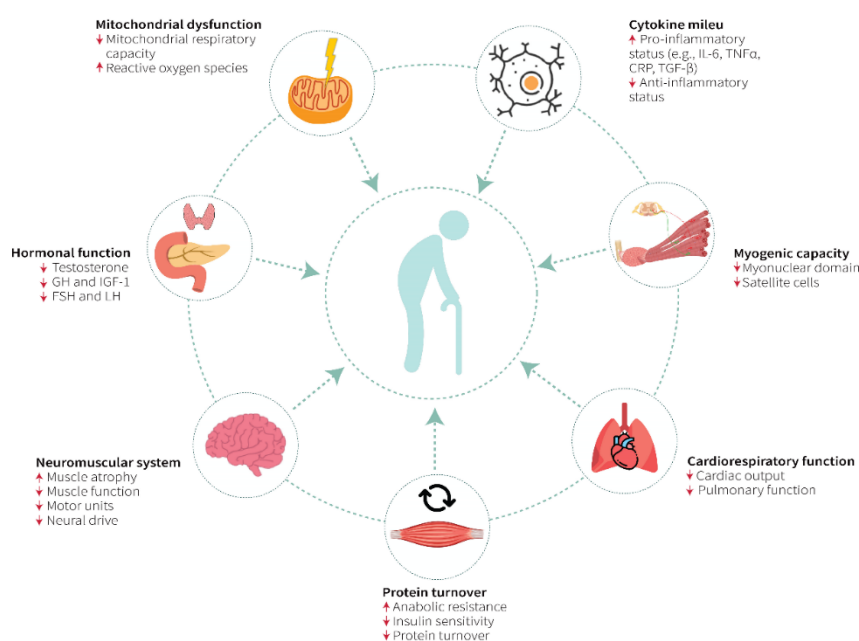 Mitochondrial dysfunction
↓ Mitochondrial respiratory
capacity
↑ Reactive oxygen species
Cytokine mileu
↑ Pro-inflammatory
status (e.g., IL-6, TNFα,
CRP, TGF-β)
↓ Anti-inflammatory
status
Hormonal function
↓ Testosterone
↓ GH and IGF-1
↓ FSH and LH
Myogenic capacity
↓ Myonuclear domain
↓ Satellite cells
Neuromuscular system
↑ Muscle atrophy
↓ Muscle function
↓ Motor units
↓ Neural drive
Cardiorespiratory function
↓ Cardiac output
↓ Pulmonary function
Protein turnover
↑ Anabolic resistance
↓ Insulin sensitivity
↓ Protein turnover